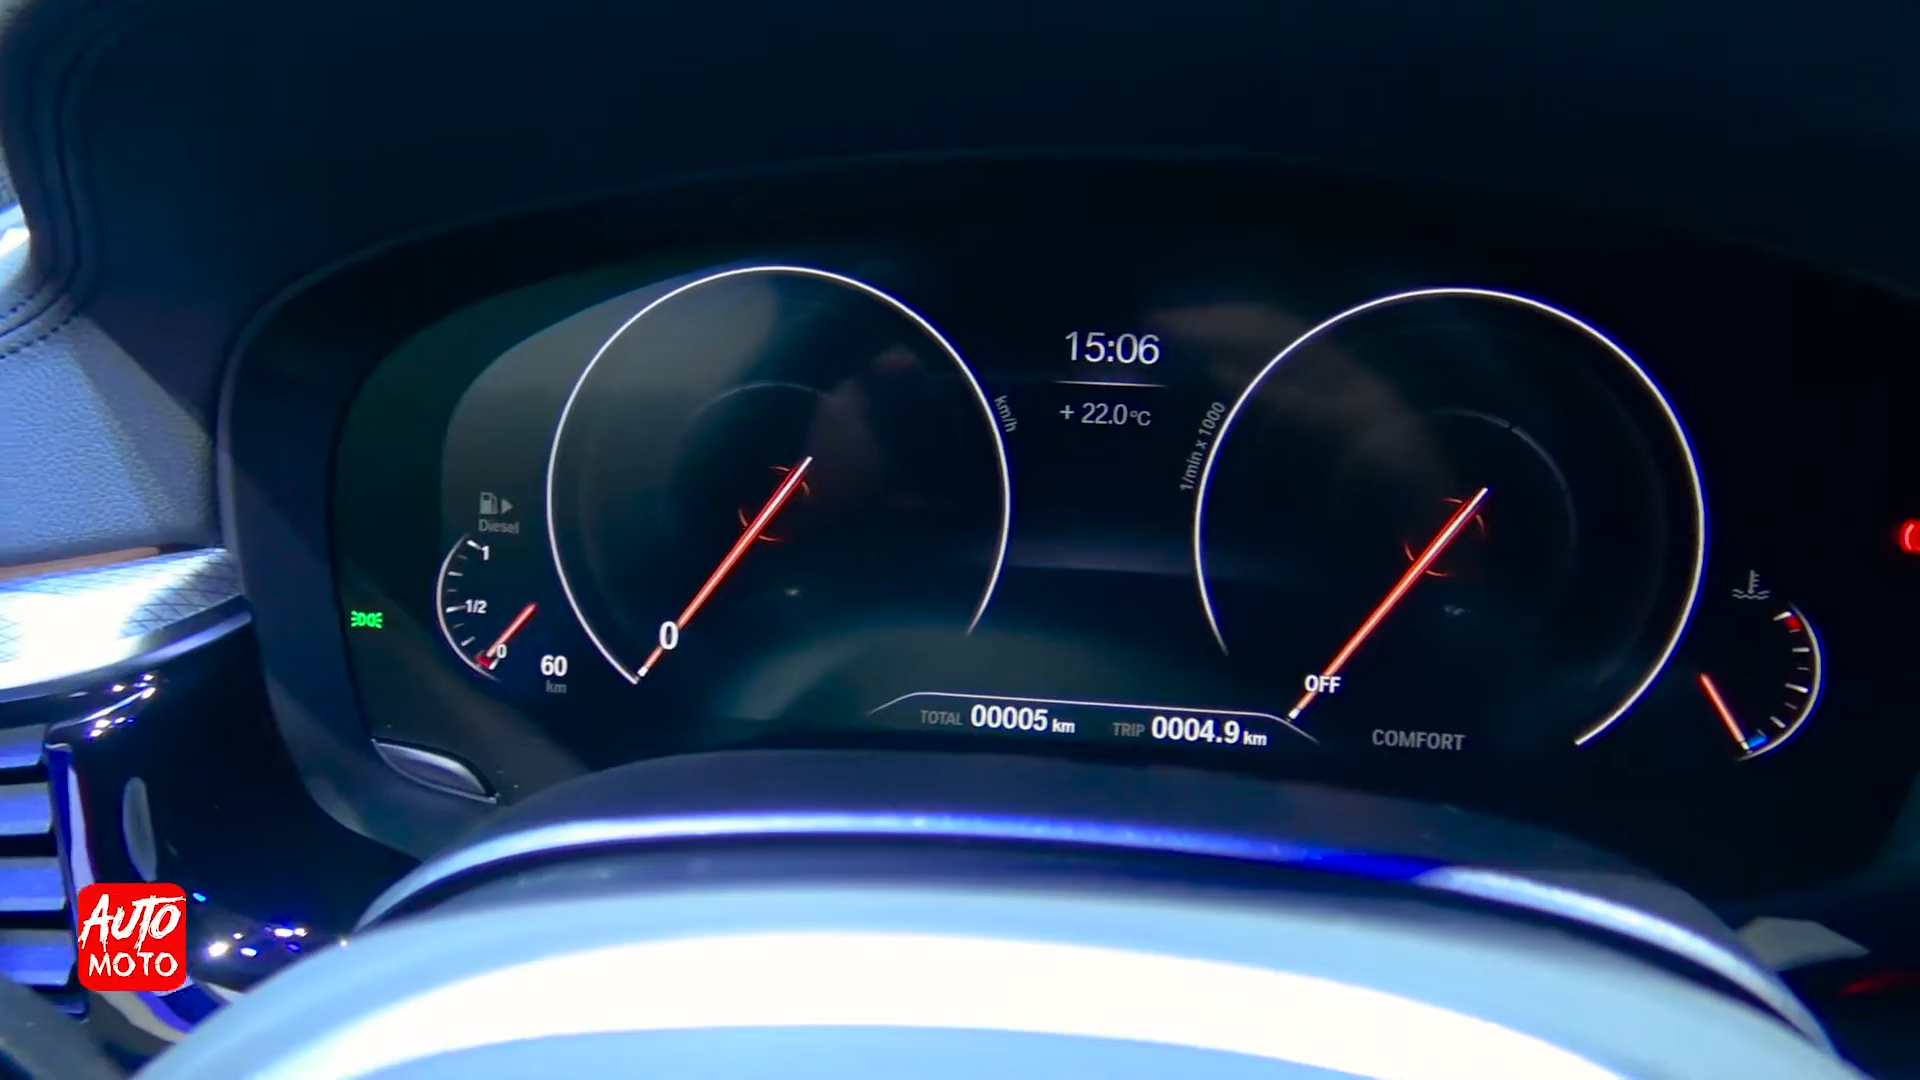 15:06
+ 22.0°C
km/h
1/min x 1000
Diesel
1
1/2
0
60
km
0
OFF
TOTAL 00005 km TRIP 0004.9 km
COMFORT
AUTO
MOTO